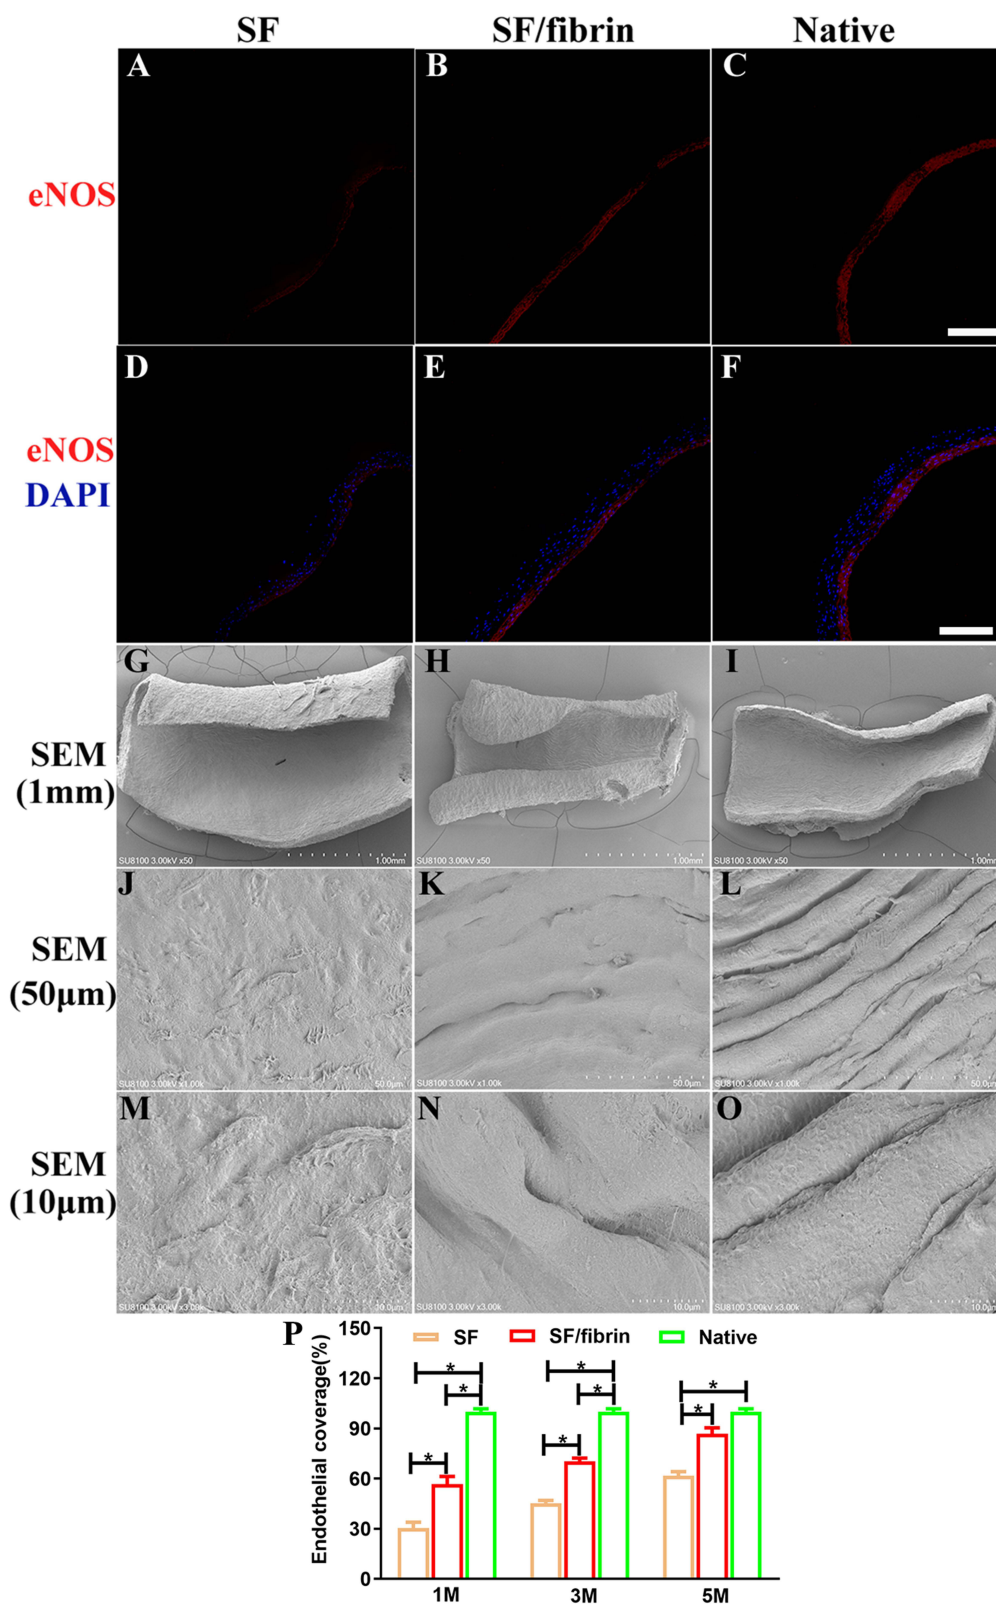 SF SF/fibrin Native
A B C
eNOS
D E F
eNOS
DAPI
G H I
SEM
(1mm)
SU8100 3.00kV x50 1.00mm SU8100 3.00kV x50 1.00mm SU8100 3.00kV x50 1.00mm
J K L
SEM
(50μm)
SU8100 3.00kV x1.00k 50.0μm SU8100 3.00kV x1.00k 50.0μm SU8100 3.00kV x1.00k 50.0μm
M N O
SEM
(10μm)
SU8100 3.00kV x3.00k 10.0μm SU8100 3.00kV x3.00k 10.0μm SU8100 3.00kV x3.00k 10.0μm
P
SF SF/fibrin Native
Endothelial coverage(%)
150
120
90
60
30
0
* * * * * * * *
1M 3M 5M